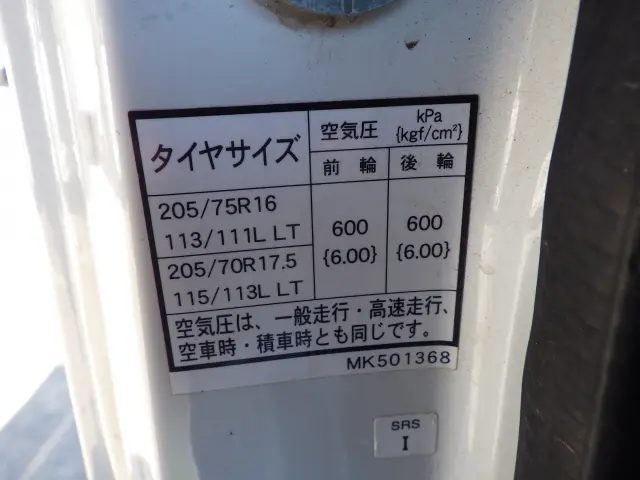 タイヤサイズ
空気圧 kPa {kgf/cm²}
前輪 後輪
205/75R16
113/111L LT
600 {6.00} 600 {6.00}
205/70R17.5
115/113L LT
空気圧は、一般走行・高速走行、
空車時・積車時とも同じです。
MK501368
SRS
I